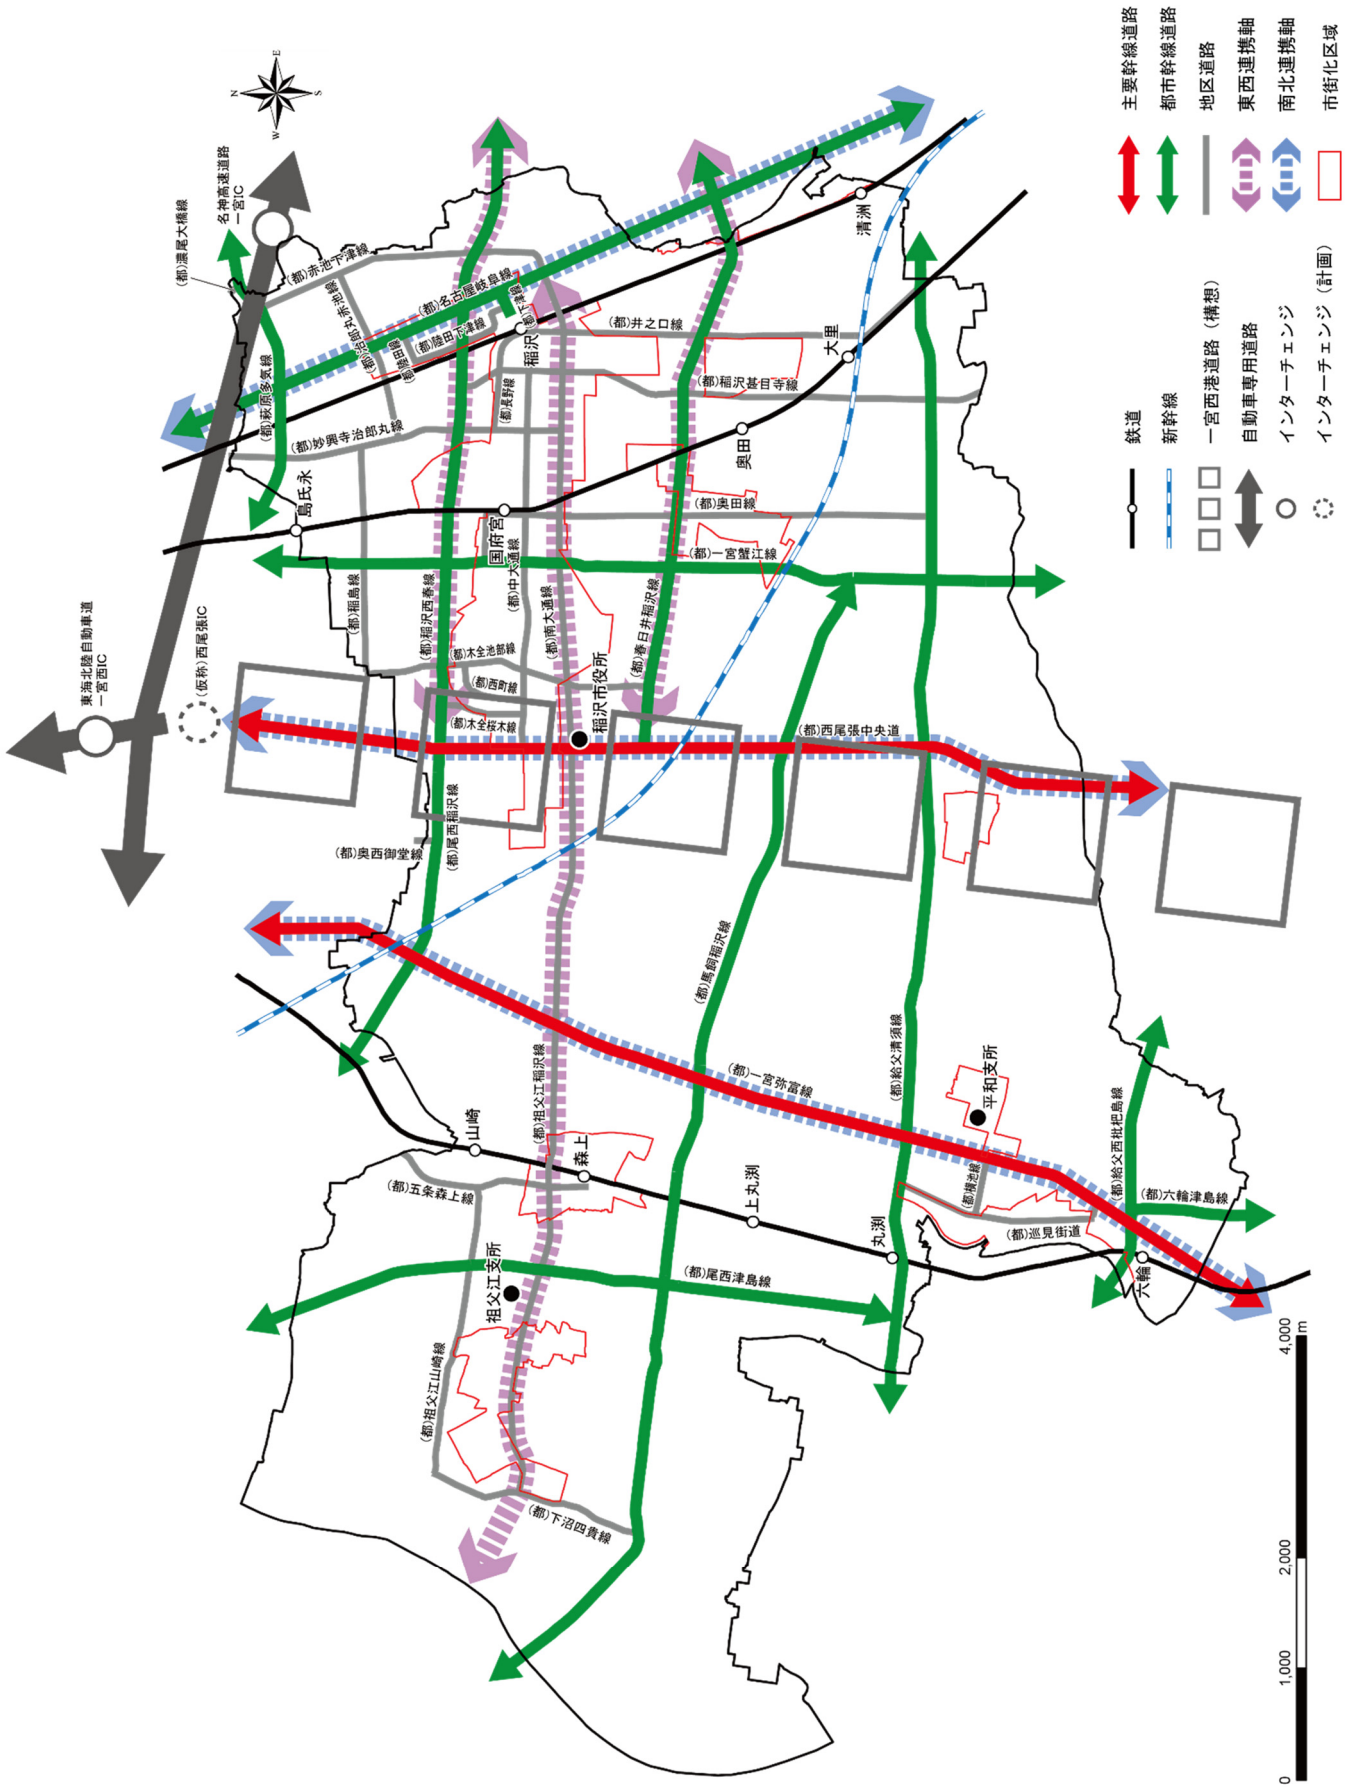 N
E
S
W
東海北陸自動車道
一宮西IC
(仮称)西尾張IC
名神高速道路
一宮IC
(都)濃尾大橋線
(都)赤池下津線
(都)治郎丸赤池線
(都)名古屋岐阜線
(都)陸田線
(都)陸田下津線
(都)下津線
(都)萩原多気線
(都)妙興寺治郎丸線
(都)長野線
稲沢
(都)井之口線
(都)稲沢甚目寺線
清洲
大里
奥田
島氏永
国府宮
(都)奥田線
(都)一宮蟹江線
(都)稲島線
(都)稲沢西春線
(都)中大通線
(都)南大通線
(都)春日井稲沢線
(都)木全池部線
(都)西町線
(都)木全桜木線
稲沢市役所
(都)西尾張中央道
(都)奥西御堂線
(都)尾西稲沢線
(都)馬飼稲沢線
(都)給父清須線
(都)祖父江稲沢線
(都)一宮弥富線
平和支所
山崎
森上
上丸渕
丸渕
六輪
(都)五条森上線
(都)横池線
(都)巡見街道
(都)給父西枇杷島線
(都)六輪津島線
祖父江支所
(都)尾西津島線
(都)祖父江山崎線
(都)下沼四貴線
鉄道
新幹線
一宮西港道路(構想)
自動車専用道路
インターチェンジ
インターチェンジ(計画)
主要幹線道路
都市幹線道路
地区道路
東西連携軸
南北連携軸
市街化区域
0
1,000
2,000
4,000
m